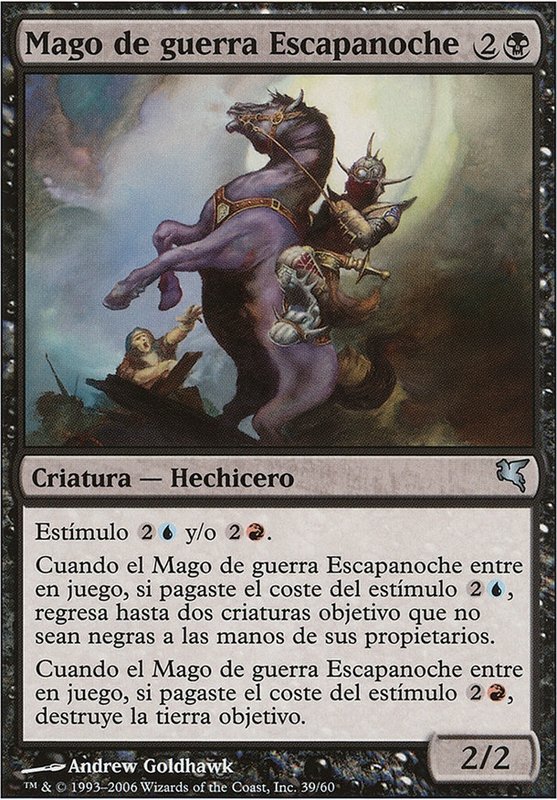 Mago de guerra Escapanoche 2
Criatura — Hechicero
Estímulo 2 y/o 2.
Cuando el Mago de guerra Escapanoche entre
en juego, si pagaste el coste del estímulo 2,
regresa hasta dos criaturas objetivo que no
sean negras a las manos de sus propietarios.
Cuando el Mago de guerra Escapanoche entre
en juego, si pagaste el coste del estímulo 2,
destruye la tierra objetivo.
2/2
Andrew Goldhawk
™ & © 1993–2006 Wizards of the Coast, Inc. 39/60